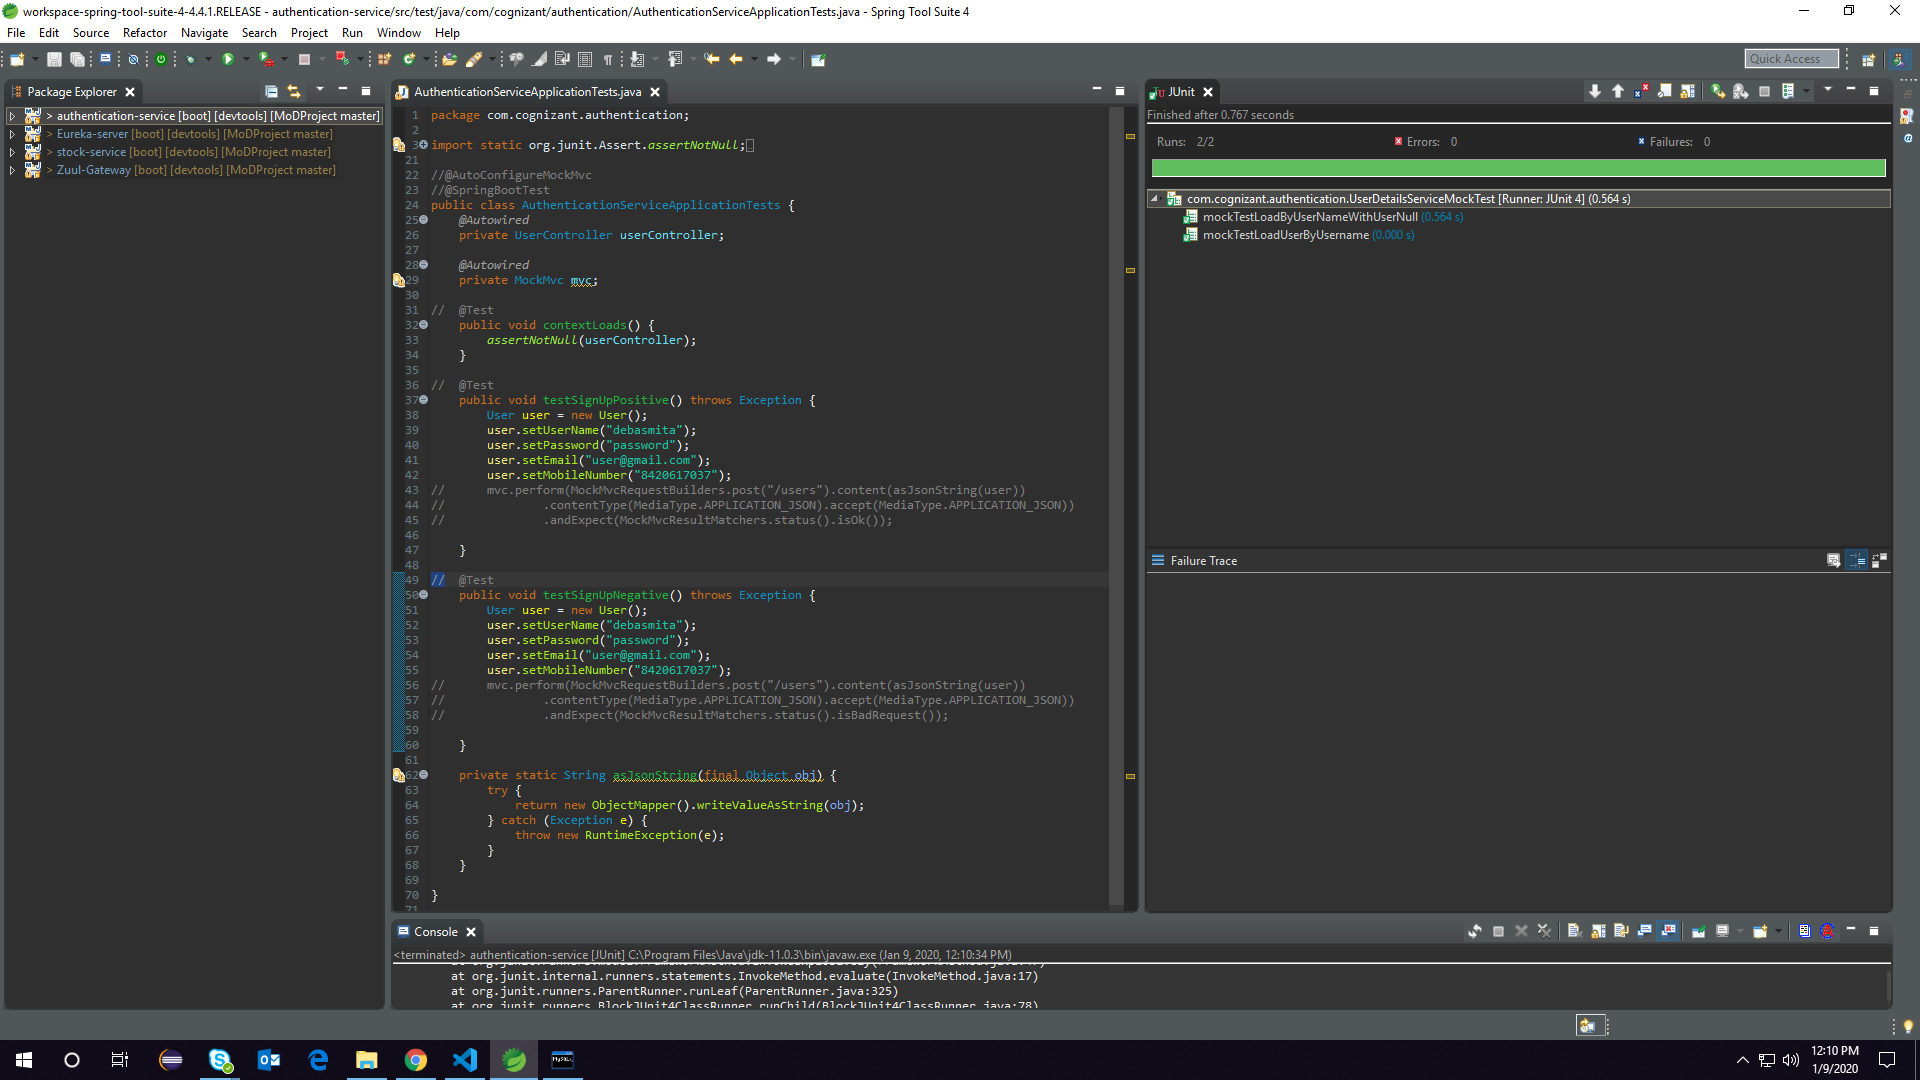 workspace-spring-tool-suite-4-4.4.1.RELEASE - authentication-service/src/test/java/com/cognizant/authentication/AuthenticationServiceApplicationTests.java - Spring Tool Suite 4
File Edit Source Refactor Navigate Search Project Run Window Help
Quick Access
Package Explorer
> authentication-service [boot] [devtools] [MoDProject master]
> Eureka-server [boot] [devtools] [MoDProject master]
> stock-service [boot] [devtools] [MoDProject master]
> Zuul-Gateway [boot] [devtools] [MoDProject master]
AuthenticationServiceApplicationTests.java
1 package com.cognizant.authentication;
2
3 import static org.junit.Assert.assertNotNull;
21
22 //@AutoConfigureMockMvc
23 //@SpringBootTest
24 public class AuthenticationServiceApplicationTests {
25 @Autowired
26 private UserController userController;
27
28 @Autowired
29 private MockMvc mvc;
30
31 // @Test
32 public void contextLoads() {
33 assertNotNull(userController);
34 }
35
36 // @Test
37 public void testSignUpPositive() throws Exception {
38 User user = new User();
39 user.setUserName("debasmita");
40 user.setPassword("password");
41 user.setEmail("user@gmail.com");
42 user.setMobileNumber("8420617037");
43 // mvc.perform(MockMvcRequestBuilders.post("/users").content(asJsonString(user))
44 // .contentType(MediaType.APPLICATION_JSON).accept(MediaType.APPLICATION_JSON))
45 // .andExpect(MockMvcResultMatchers.status().isOk());
46
47 }
48
49 // @Test
50 public void testSignUpNegative() throws Exception {
51 User user = new User();
52 user.setUserName("debasmita");
53 user.setPassword("password");
54 user.setEmail("user@gmail.com");
55 user.setMobileNumber("8420617037");
56 // mvc.perform(MockMvcRequestBuilders.post("/users").content(asJsonString(user))
57 // .contentType(MediaType.APPLICATION_JSON).accept(MediaType.APPLICATION_JSON))
58 // .andExpect(MockMvcResultMatchers.status().isBadRequest());
59
60 }
61
62 private static String asJsonString(final Object obj) {
63 try {
64 return new ObjectMapper().writeValueAsString(obj);
65 } catch (Exception e) {
66 throw new RuntimeException(e);
67 }
68 }
69
70 }
71
JUnit
Finished after 0.767 seconds
Runs: 2/2 Errors: 0 Failures: 0
com.cognizant.authentication.UserDetailsServiceMockTest [Runner: JUnit 4] (0.564 s)
mockTestLoadByUserNameWithUserNull (0.564 s)
mockTestLoadUserByUsername (0.000 s)
Failure Trace
Console
<terminated> authentication-service [JUnit] C:\Program Files\Java\jdk-11.0.3\bin\javaw.exe (Jan 9, 2020, 12:10:34 PM)
at org.junit.internal.runners.statements.InvokeMethod.evaluate(InvokeMethod.java:17)
at org.junit.runners.ParentRunner.runLeaf(ParentRunner.java:325)
at org.junit.runners.BlockJUnit4ClassRunner.runChild(BlockJUnit4ClassRunner.java:78)
12:10 PM
1/9/2020